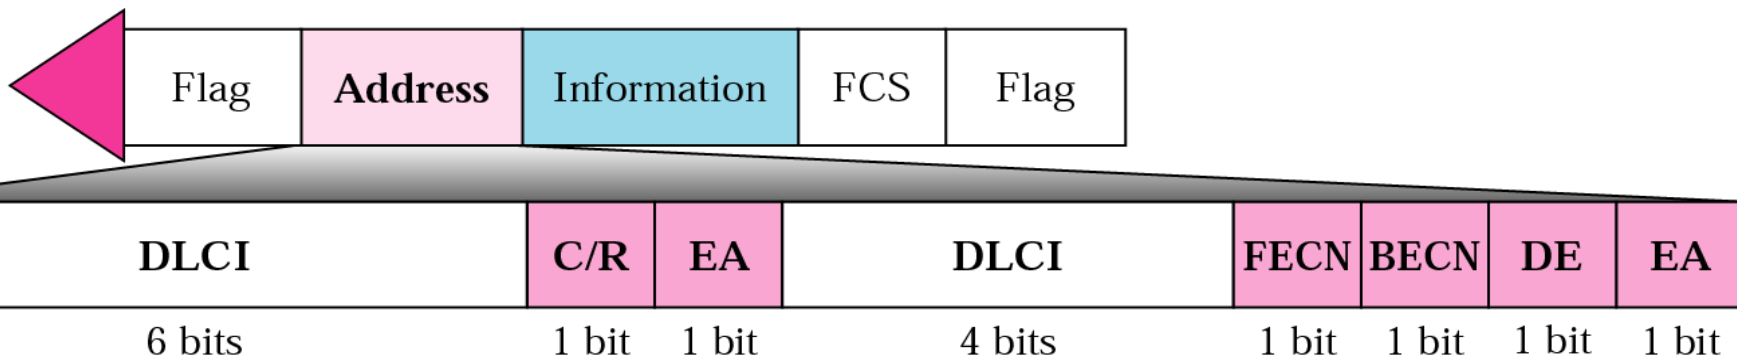 Flag Address Information FCS Flag
DLCI C/R EA DLCI FECN BECN DE EA
6 bits 1 bit 1 bit 4 bits 1 bit 1 bit 1 bit 1 bit